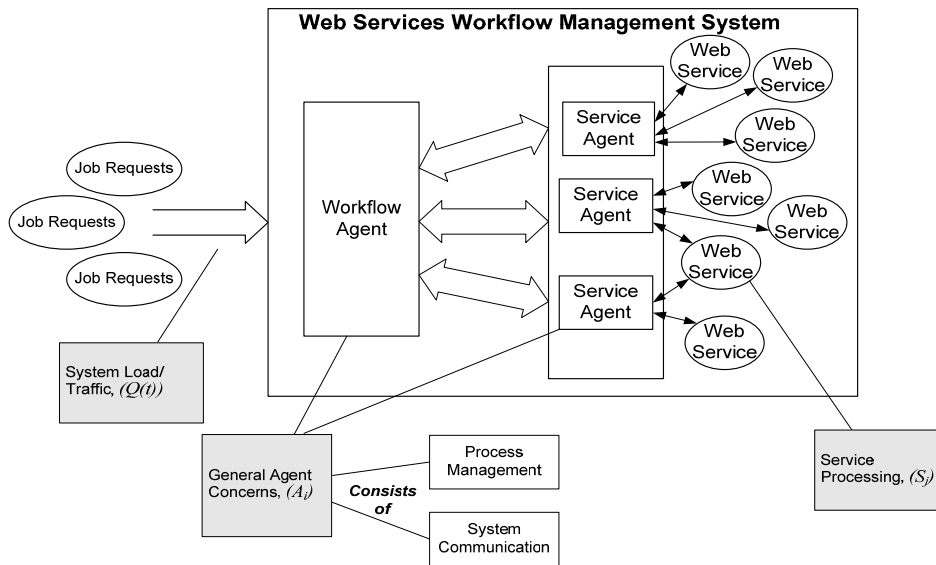 Web Services Workflow Management System
Job Requests
Job Requests
Job Requests
Workflow
Agent
Service
Agent
Service
Agent
Service
Agent
Web
Service
Web
Service
Web
Service
Web
Service
Web
Service
Web
Service
Web
Service
System Load/
Traffic, (Q(t))
General Agent
Concerns, (Ai)
Consists
of
Process
Management
System
Communication
Service
Processing, (Sj)